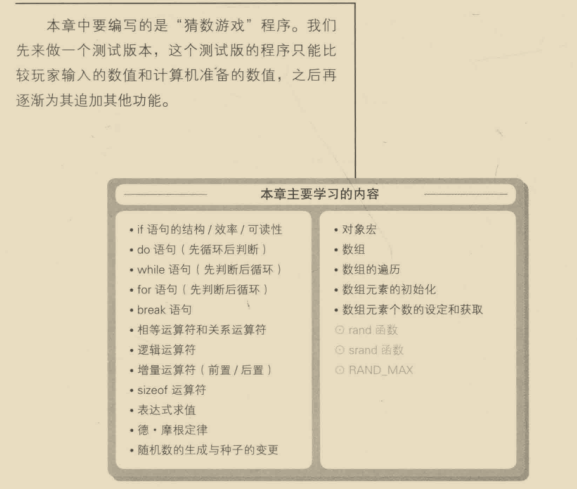 本章中要编写的是“猜数游戏”程序。我们
先来做一个测试版本，这个测试版的程序只能比
较玩家输入的数值和计算机准备的数值，之后再
逐渐为其追加其他功能。
本章主要学习的内容
• if 语句的结构 / 效率 / 可读性
• do 语句（先循环后判断）
• while 语句（先判断后循环）
• for 语句（先判断后循环）
• break 语句
• 相等运算符和关系运算符
• 逻辑运算符
• 增量运算符（前置 / 后置）
• sizeof 运算符
• 表达式求值
• 德·摩根定律
• 随机数的生成与种子的变更
• 对象宏
• 数组
• 数组的遍历
• 数组元素的初始化
• 数组元素个数的设定和获取
⊙ rand 函数
⊙ srand 函数
⊙ RAND_MAX